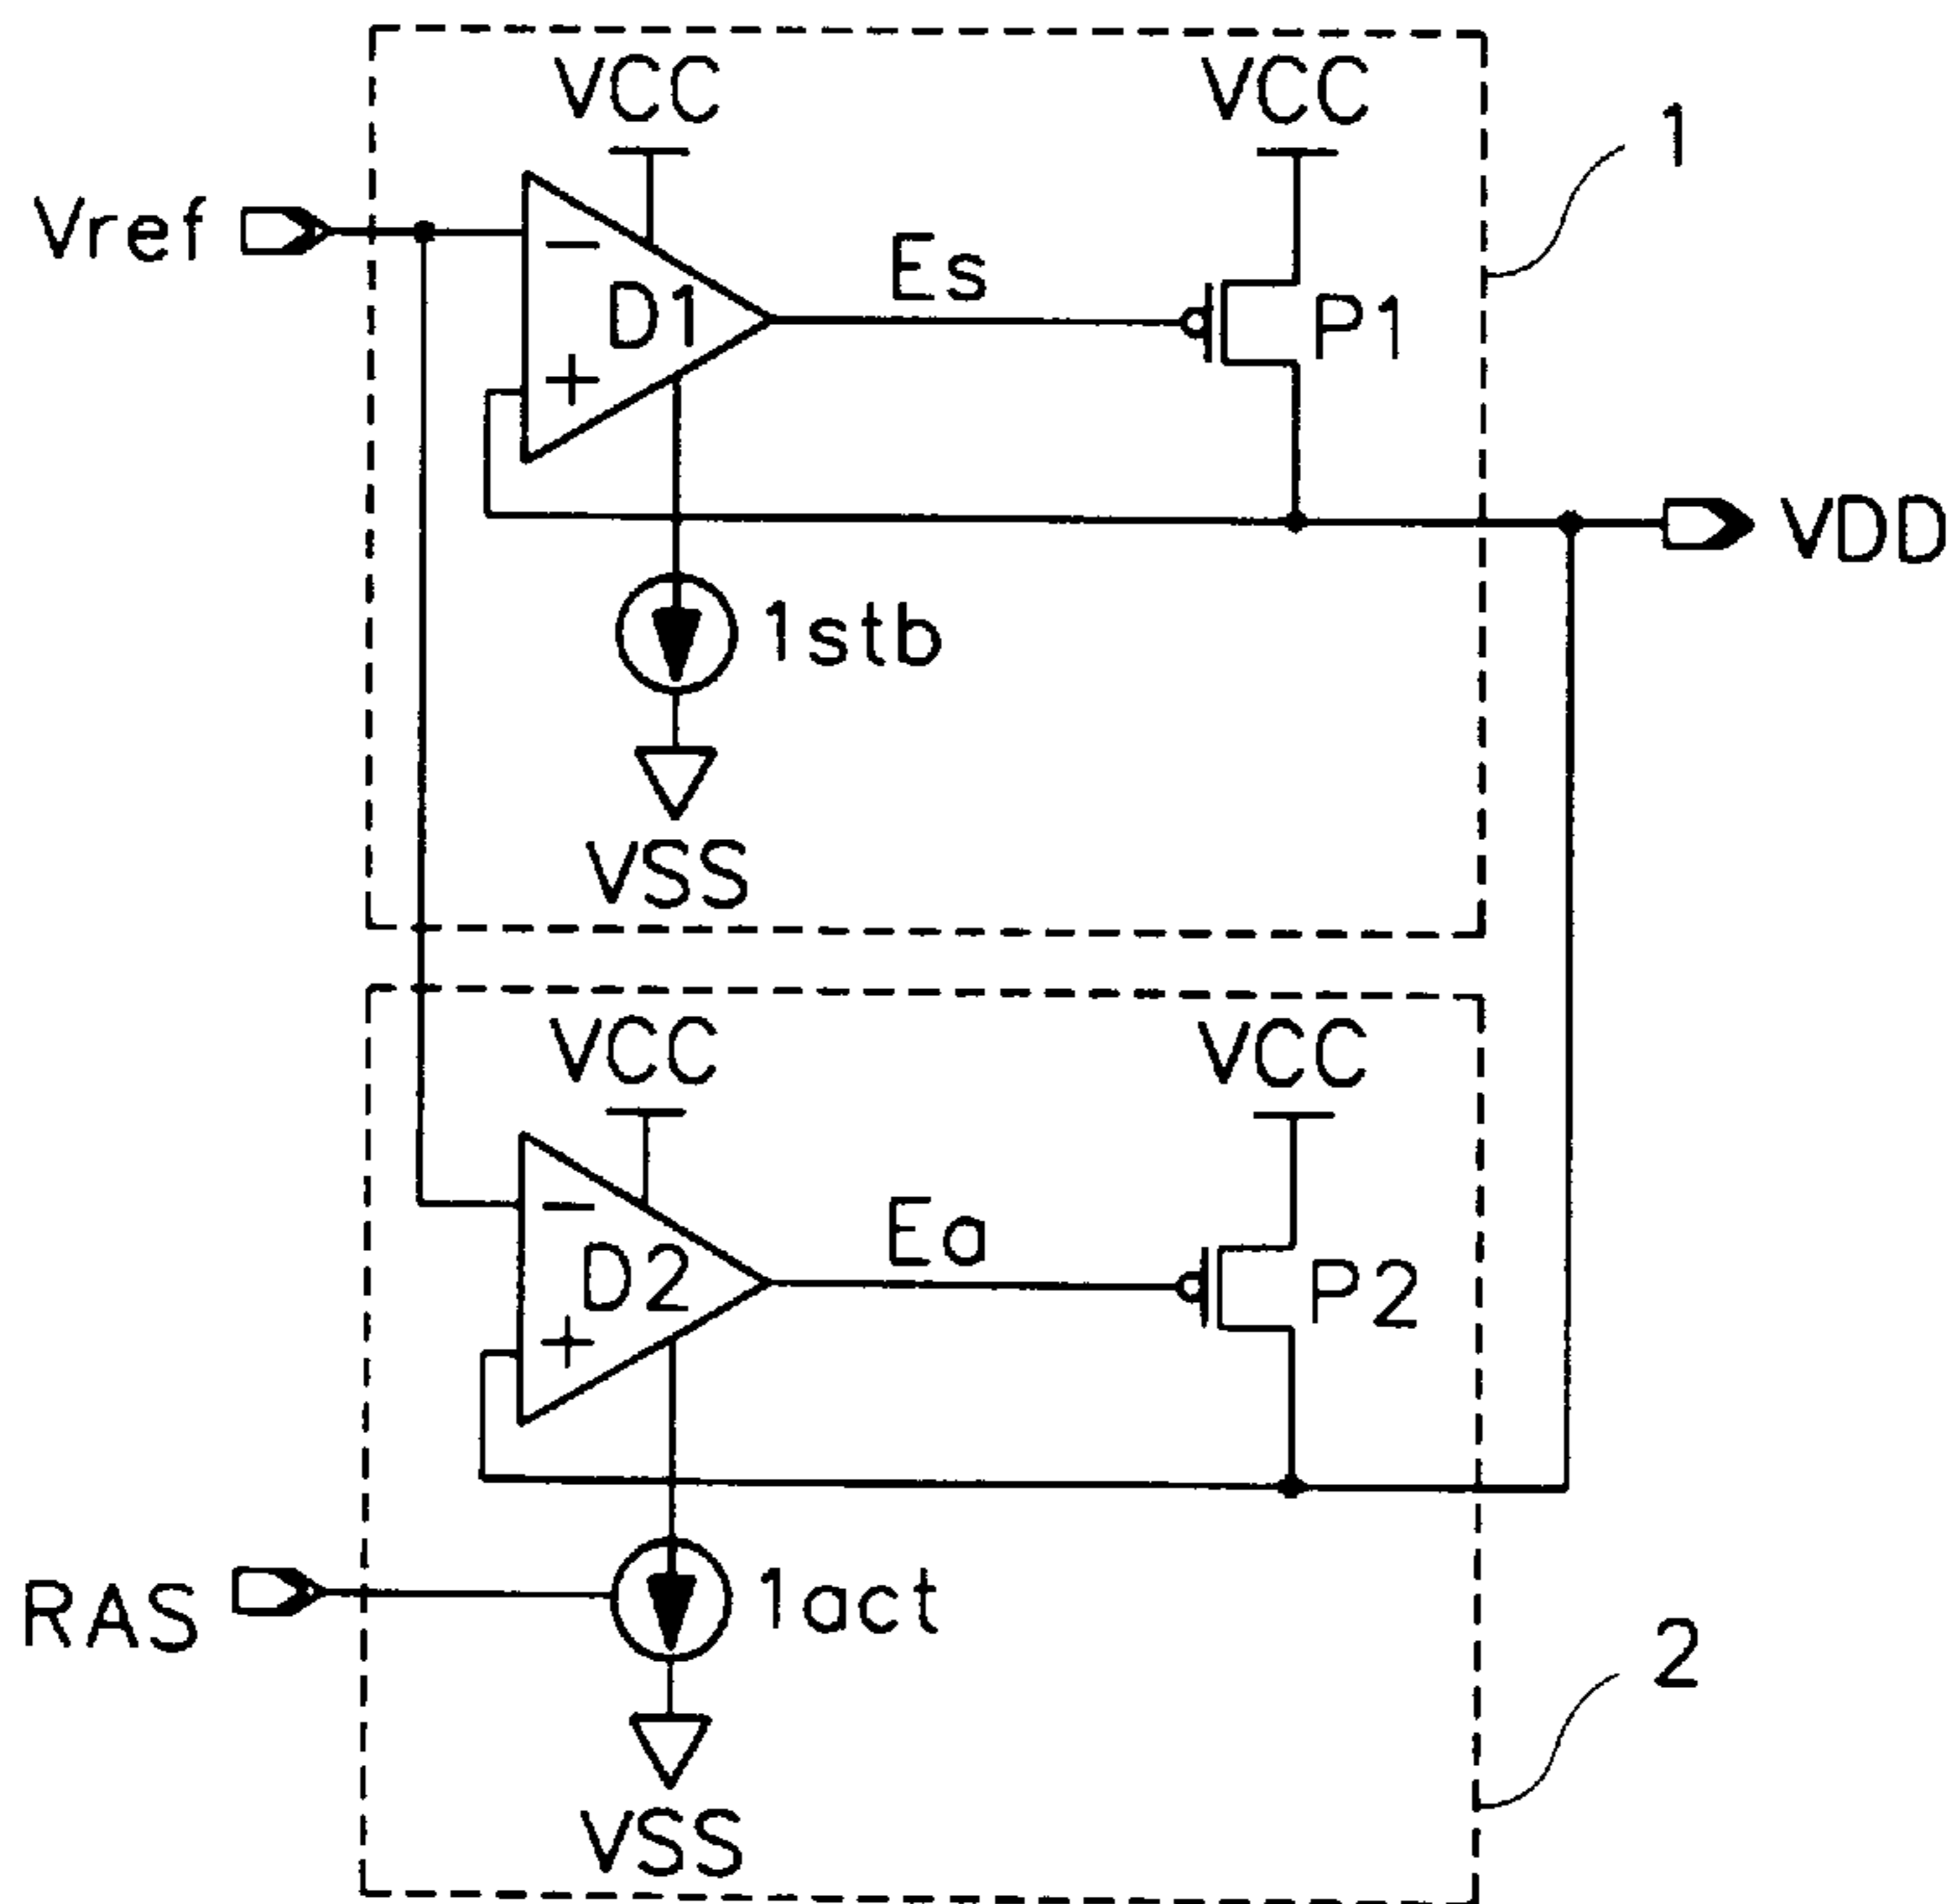 VCC
VCC
1
Vref
−
D1
+
Es
P1
VDD
1stb
VSS
VCC
VCC
−
D2
+
Ea
P2
RAS
1act
2
VSS